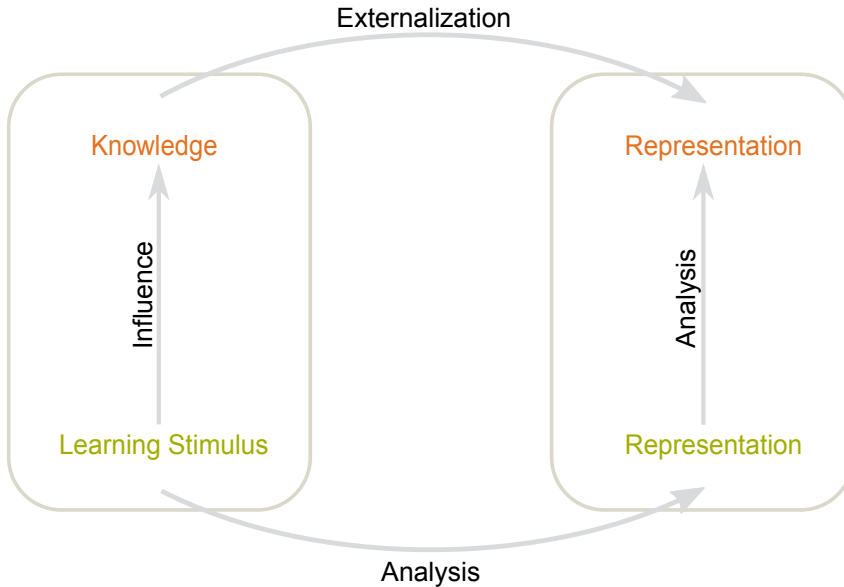 Externalization
Knowledge
Representation
Influence
Analysis
Learning Stimulus
Representation
Analysis